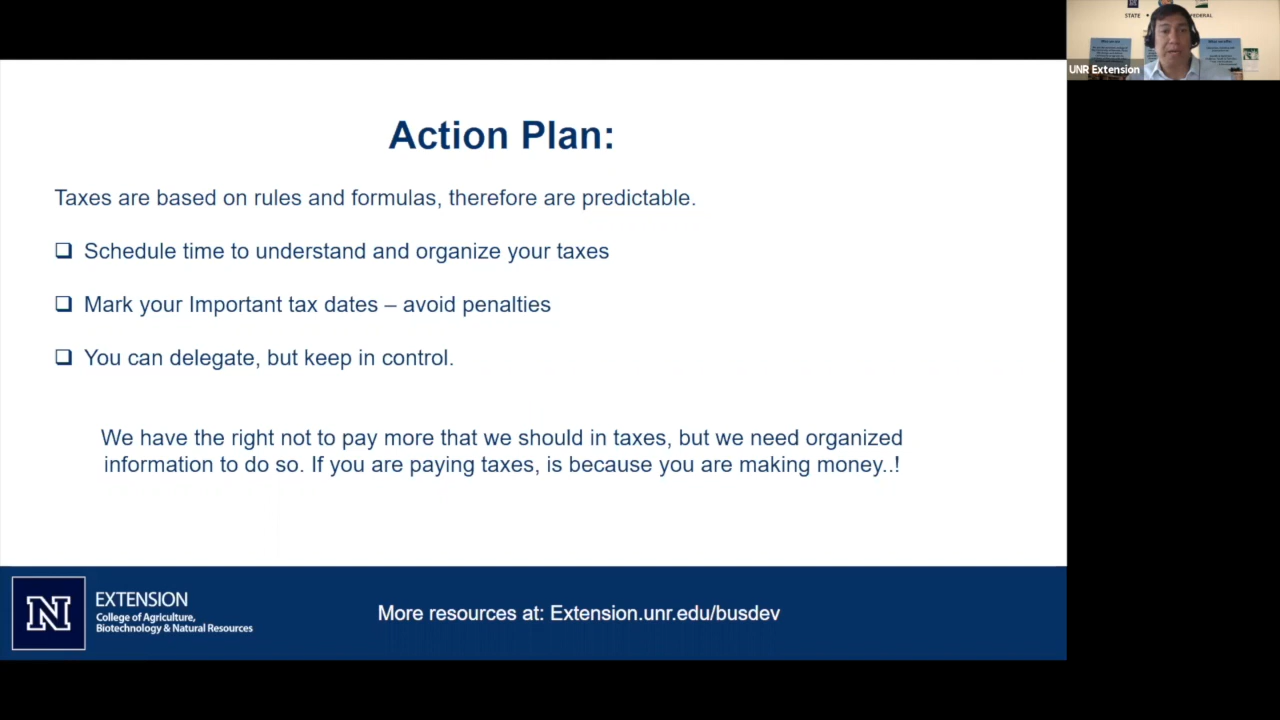 STATE
FEDERAL
UNR Extension
Action Plan:
Taxes are based on rules and formulas, therefore are predictable.
❑ Schedule time to understand and organize your taxes
❑ Mark your Important tax dates – avoid penalties
❑ You can delegate, but keep in control.
We have the right not to pay more that we should in taxes, but we need organized
information to do so. If you are paying taxes, is because you are making money..!
N
EXTENSION
College of Agriculture,
Biotechnology & Natural Resources
More resources at: Extension.unr.edu/busdev